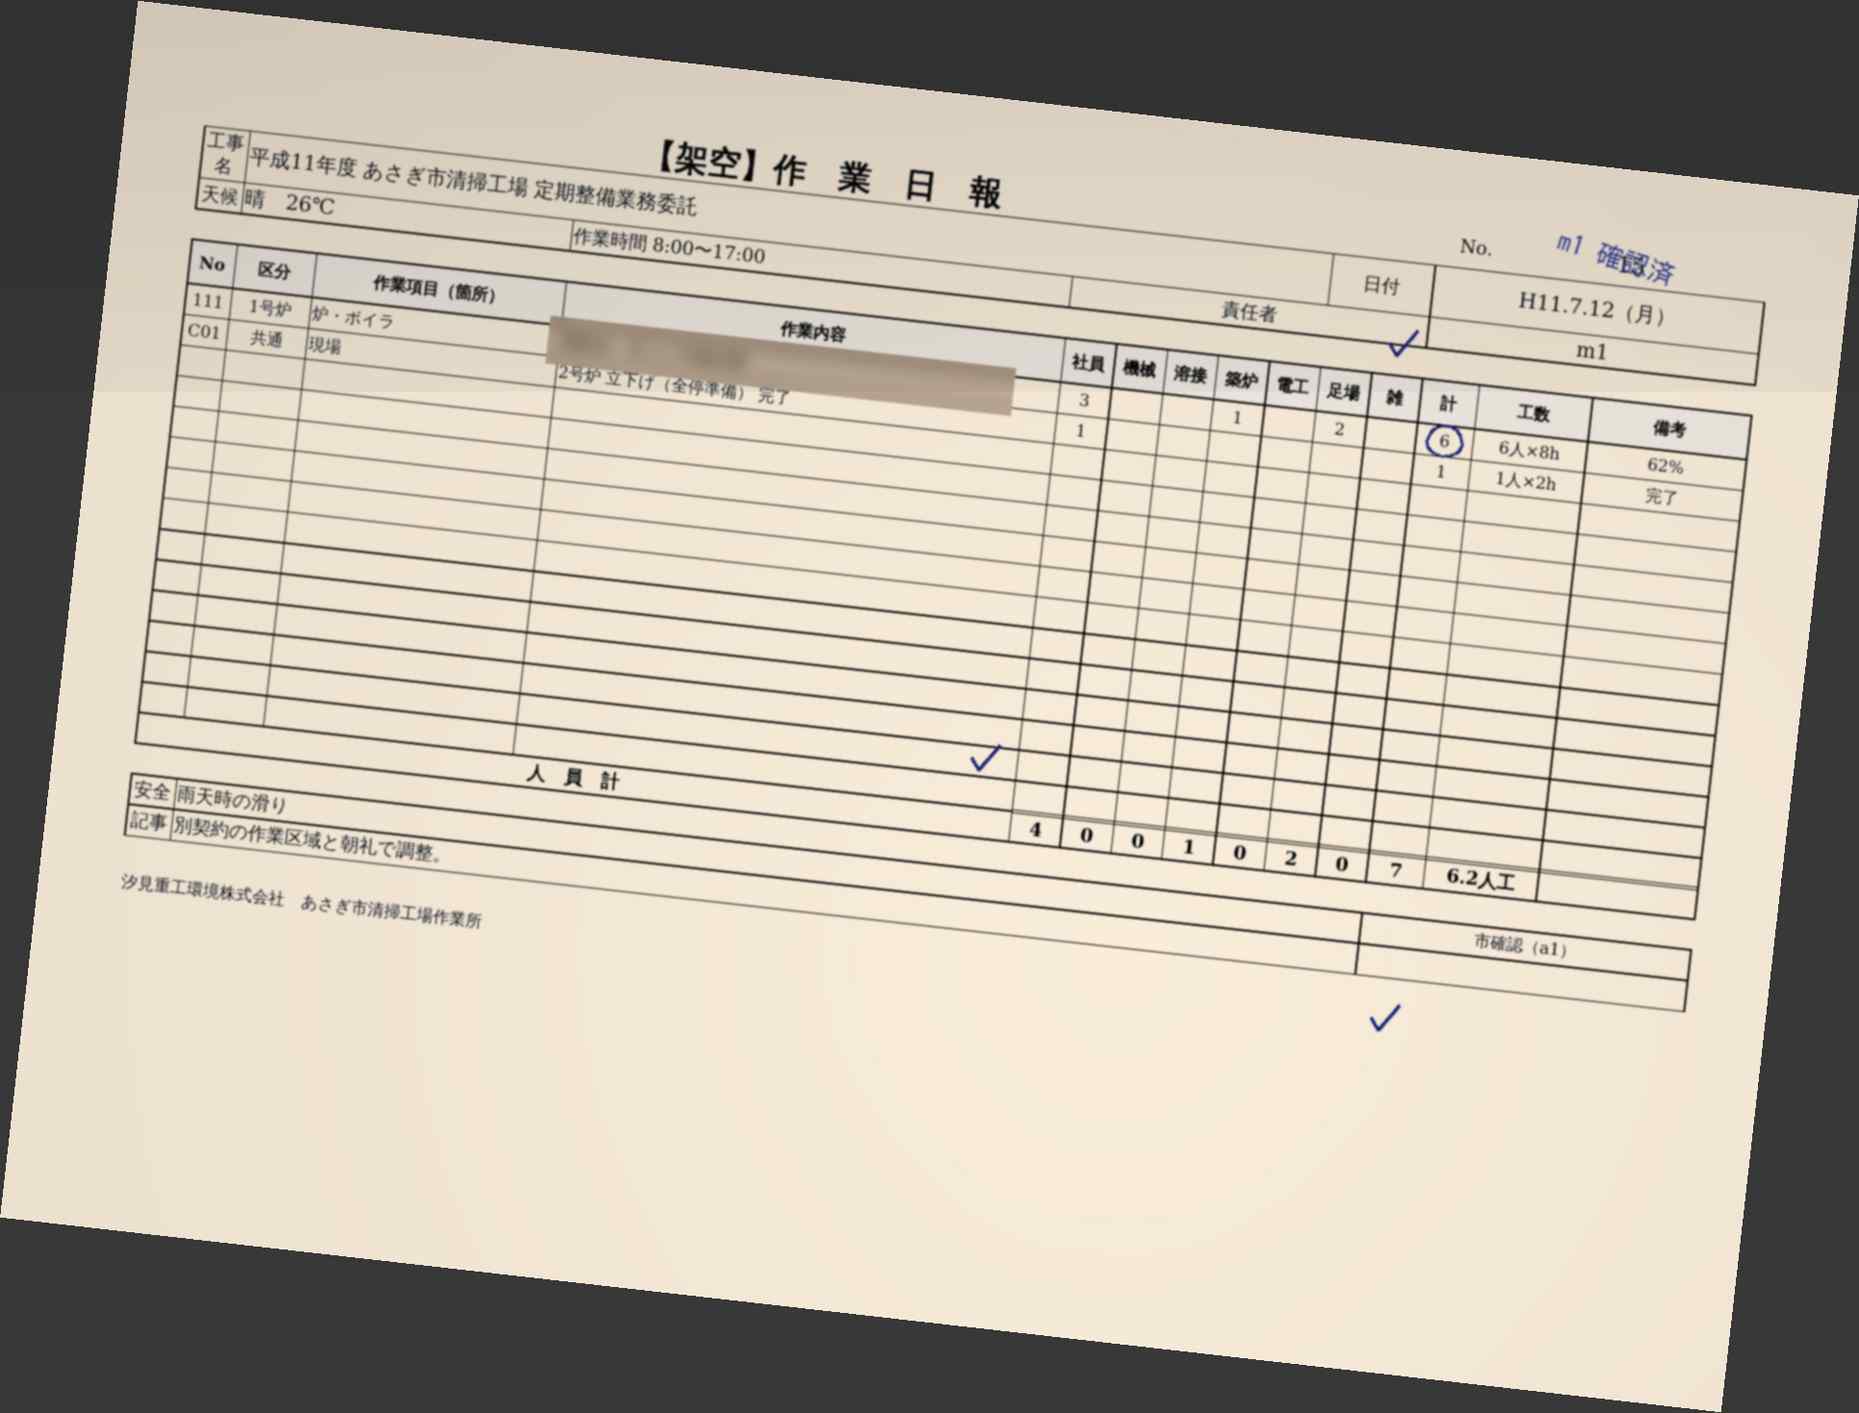 【架空】作 業 日 報
No.
m1 確認済
工事名 平成11年度 あさぎ市清掃工場 定期整備業務委託 日付 H11.7.12（月）
天候 晴 26℃ 作業時間 8:00〜17:00 責任者 m1
No 区分 作業項目（箇所） 作業内容 社員 機械 溶接 築炉 電工 足場 雑 計 工数 備考
111 1号炉 炉・ボイラ 3 1 2 6 6人×8h 62%
C01 共通 現場 2号炉 立下げ（全停準備） 完了 1 1 1人×2h 完了
人 員 計 4 0 0 1 0 2 0 7 6.2人工
安全 雨天時の滑り 市確認（a1）
記事 別契約の作業区域と朝礼で調整。
汐見重工環境株式会社 あさぎ市清掃工場作業所